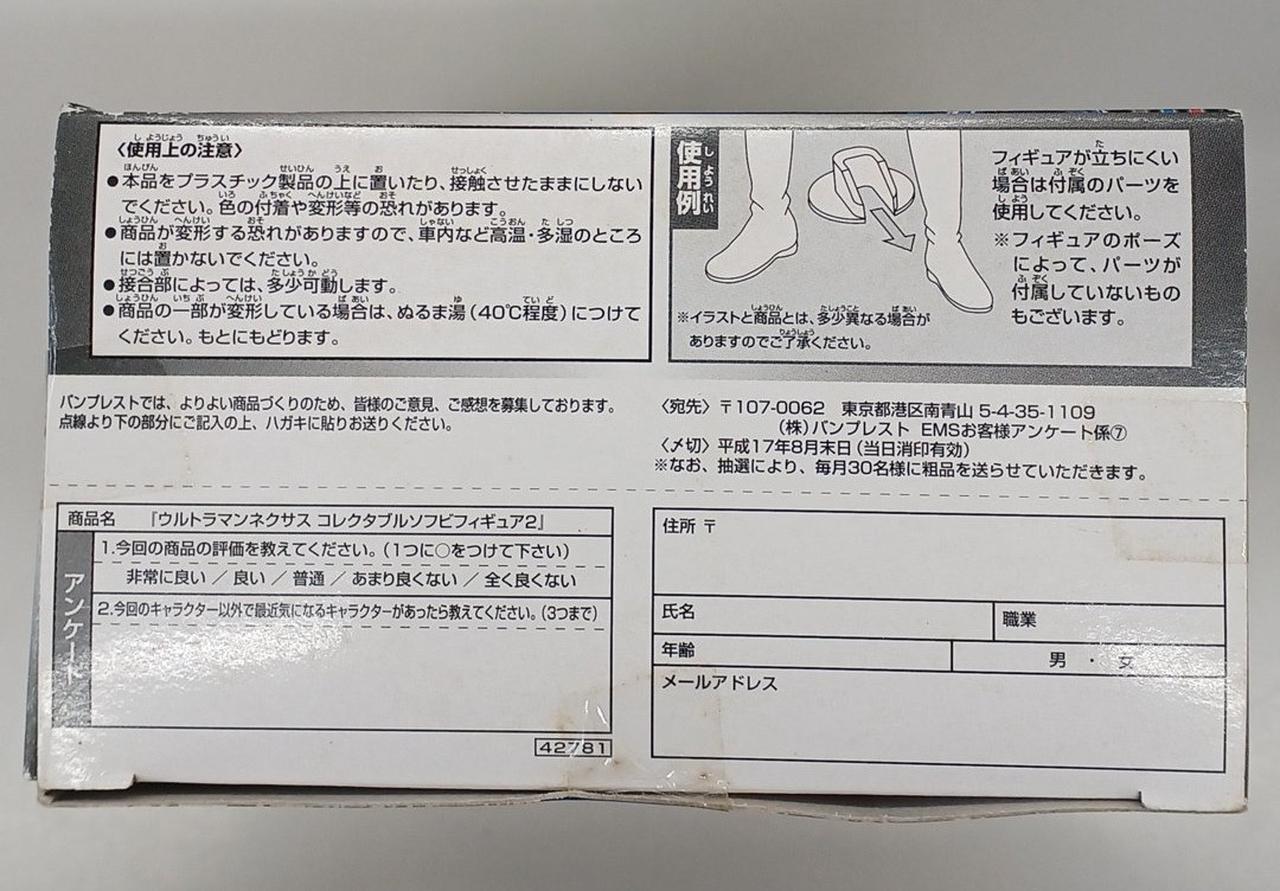 〈使用上の注意〉
●本品をプラスチック製品の上に置いたり、接触させたままにしない
でください。色の付着や変形等の恐れがあります。
●商品が変形する恐れがありますので、車内など高温・多湿のところ
には置かないでください。
●接合部によっては、多少可動します。
●商品の一部が変形している場合は、ぬるま湯(40℃程度)につけて
ください。もとにもどります。
使用例
フィギュアが立ちにくい
場合は付属のパーツを
使用してください。
※フィギュアのポーズ
によって、パーツが
付属していないもの
もございます。
※イラストと商品とは、多少異なる場合が
ありますのでご了承ください。
バンプレストでは、よりよい商品づくりのため、皆様のご意見、ご感想を募集しております。
点線より下の部分にご記入の上、ハガキに貼りお送りください。
〈宛先〉〒107-0062 東京都港区南青山 5-4-35-1109
(株)バンプレスト EMSお客様アンケート係⑦
〈〆切〉平成17年8月末日(当日消印有効)
※なお、抽選により、毎月30名様に粗品を送らせていただきます。
商品名 『ウルトラマンネクサス コレクタブルソフビフィギュア2』
アンケート
1.今回の商品の評価を教えてください。(1つに○をつけて下さい)
非常に良い / 良い / 普通 / あまり良くない / 全く良くない
2.今回のキャラクター以外で最近気になるキャラクターがあったら教えてください。(3つまで)
42781
住所 〒
氏名
職業
年齢
男 ・ 女
メールアドレス